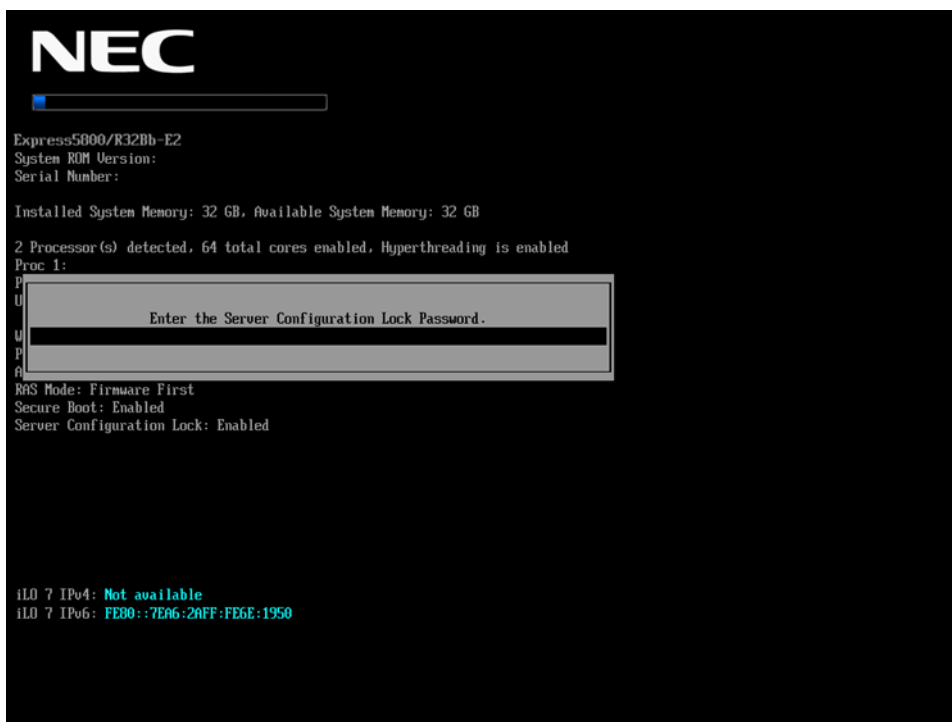 NEC
Express5800/R32Bb-E2
System ROM Version:
Serial Number:
Installed System Memory: 32 GB, Available System Memory: 32 GB
2 Processor(s) detected, 64 total cores enabled, Hyperthreading is enabled
Proc 1:
P
U
Enter the Server Configuration Lock Password.
W
P
A
RAS Mode: Firmware First
Secure Boot: Enabled
Server Configuration Lock: Enabled
iLO 7 IPv4: Not available
iLO 7 IPv6: FE80::7EA6:2AFF:FE6E:1950